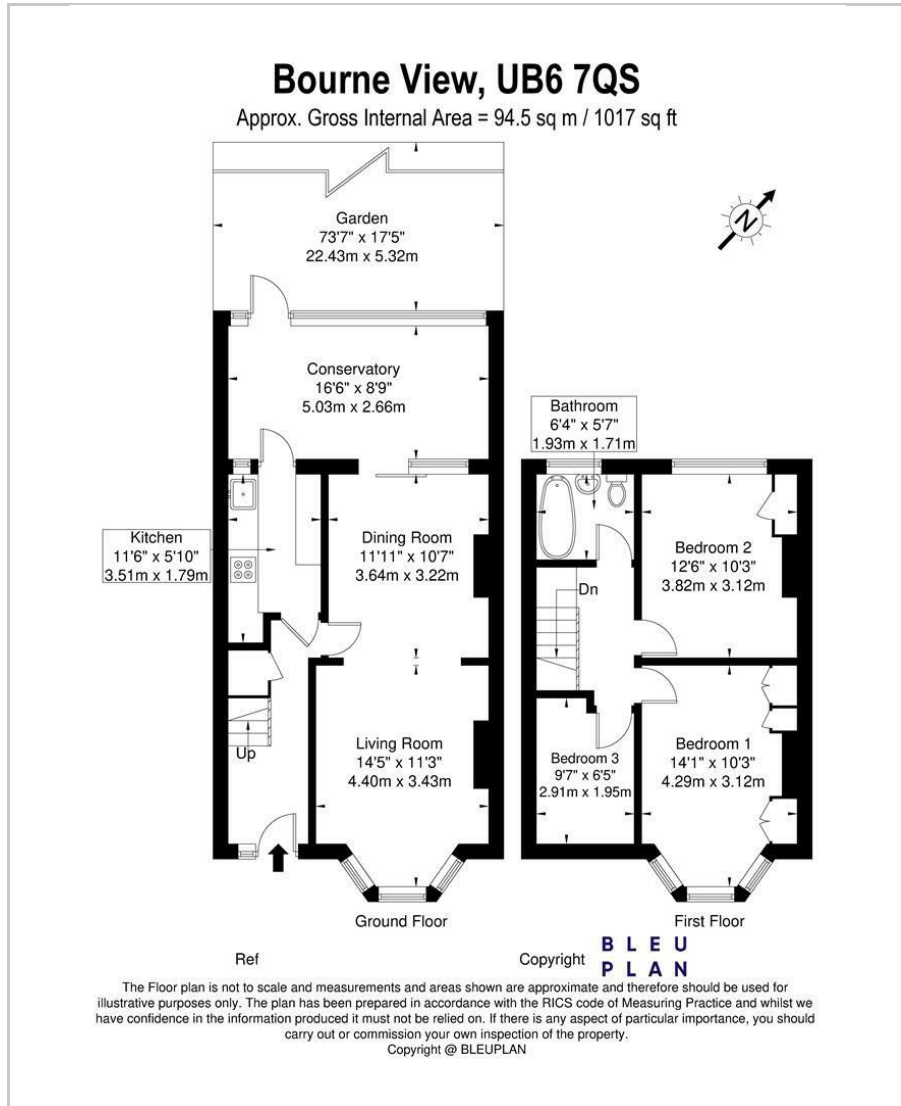 Bourne View, UB6 7QS
Approx. Gross Internal Area = 94.5 sq m / 1017 sq ft
N
Garden
73'7" x 17'5"
22.43m x 5.32m
Conservatory
16'6" x 8'9"
5.03m x 2.66m
Bathroom
6'4" x 5'7"
1.93m x 1.71m
Kitchen
11'6" x 5'10"
3.51m x 1.79m
Dining Room
11'11" x 10'7"
3.64m x 3.22m
Bedroom 2
12'6" x 10'3"
3.82m x 3.12m
Dn
Up
Living Room
14'5" x 11'3"
4.40m x 3.43m
Bedroom 3
9'7" x 6'5"
2.91m x 1.95m
Bedroom 1
14'1" x 10'3"
4.29m x 3.12m
Ground Floor
First Floor
Ref
Copyright
BLEU
PLAN
The Floor plan is not to scale and measurements and areas shown are approximate and therefore should be used for
illustrative purposes only. The plan has been prepared in accordance with the RICS code of Measuring Practice and whilst we
have confidence in the information produced it must not be relied on. If there is any aspect of particular importance, you should
carry out or commission your own inspection of the property.
Copyright @ BLEUPLAN